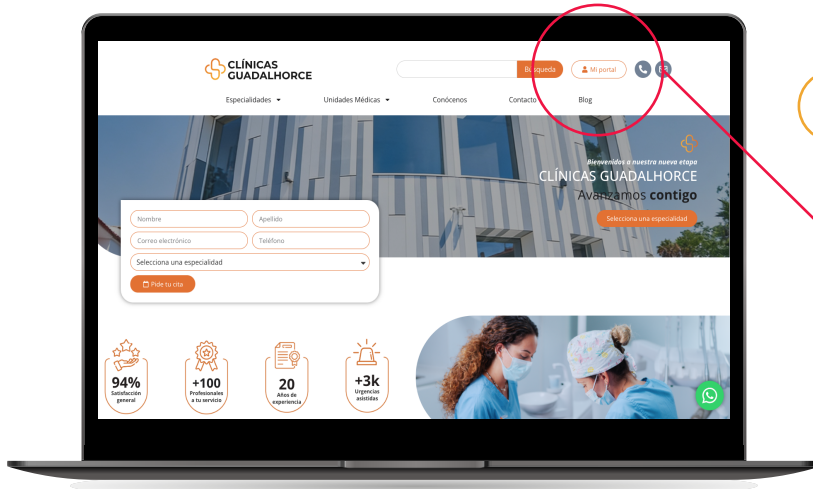 CLÍNICAS
GUADALHORCE
Búsqueda
Mi portal
Especialidades
Unidades Médicas
Conócenos
Contacto
Blog
Bienvenidos a nuestra nueva etapa
CLÍNICAS GUADALHORCE
Avanzamos contigo
Selecciona una especialidad
Nombre
Apellido
Correo electrónico
Teléfono
Selecciona una especialidad
Pide tu cita
94%
Satisfacción
general
+100
Profesionales
a tu servicio
20
Años de
experiencia
+3k
Urgencias
asistidas